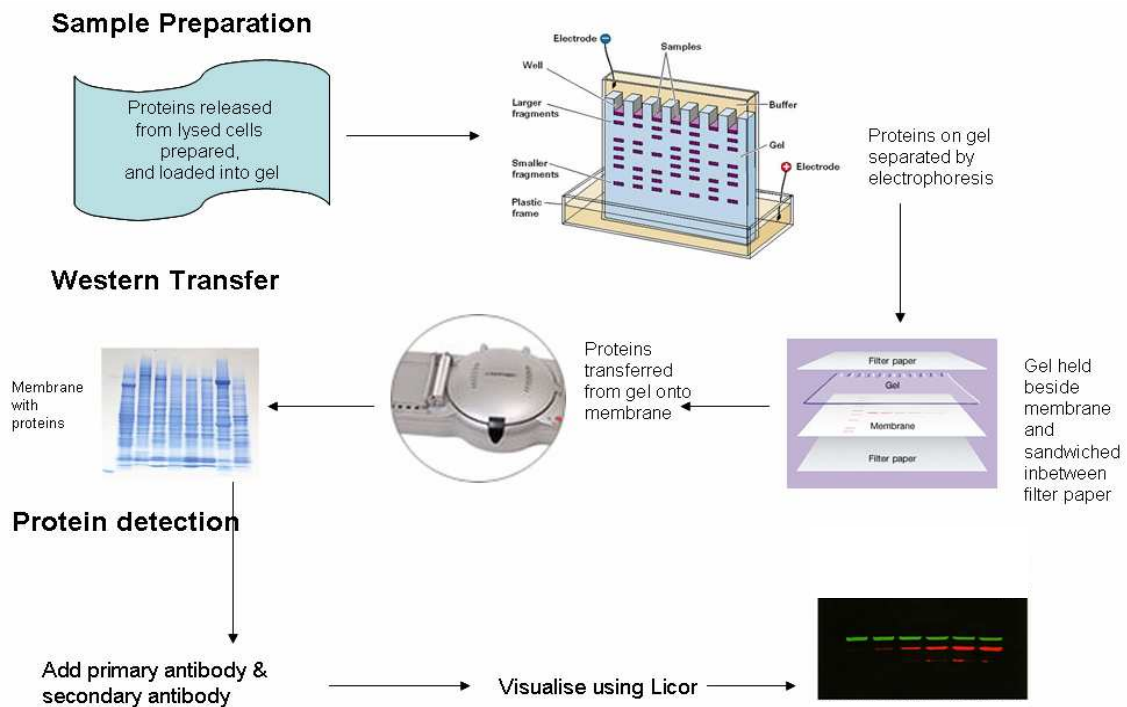 Sample Preparation
Proteins released
from lysed cells
prepared,
and loaded into gel
Electrode
Samples
Well
Larger
fragments
Buffer
Gel
Smaller
fragments
Electrode
Plastic
frame
Proteins on gel
separated by
electrophoresis
Western Transfer
Membrane
with
proteins
Proteins
transferred
from gel onto
membrane
Filter paper
Gel
Membrane
Filter paper
Gel held
beside
membrane
and
sandwiched
inbetween
filter paper
Protein detection
Add primary antibody &
secondary antibody
Visualise using Licor